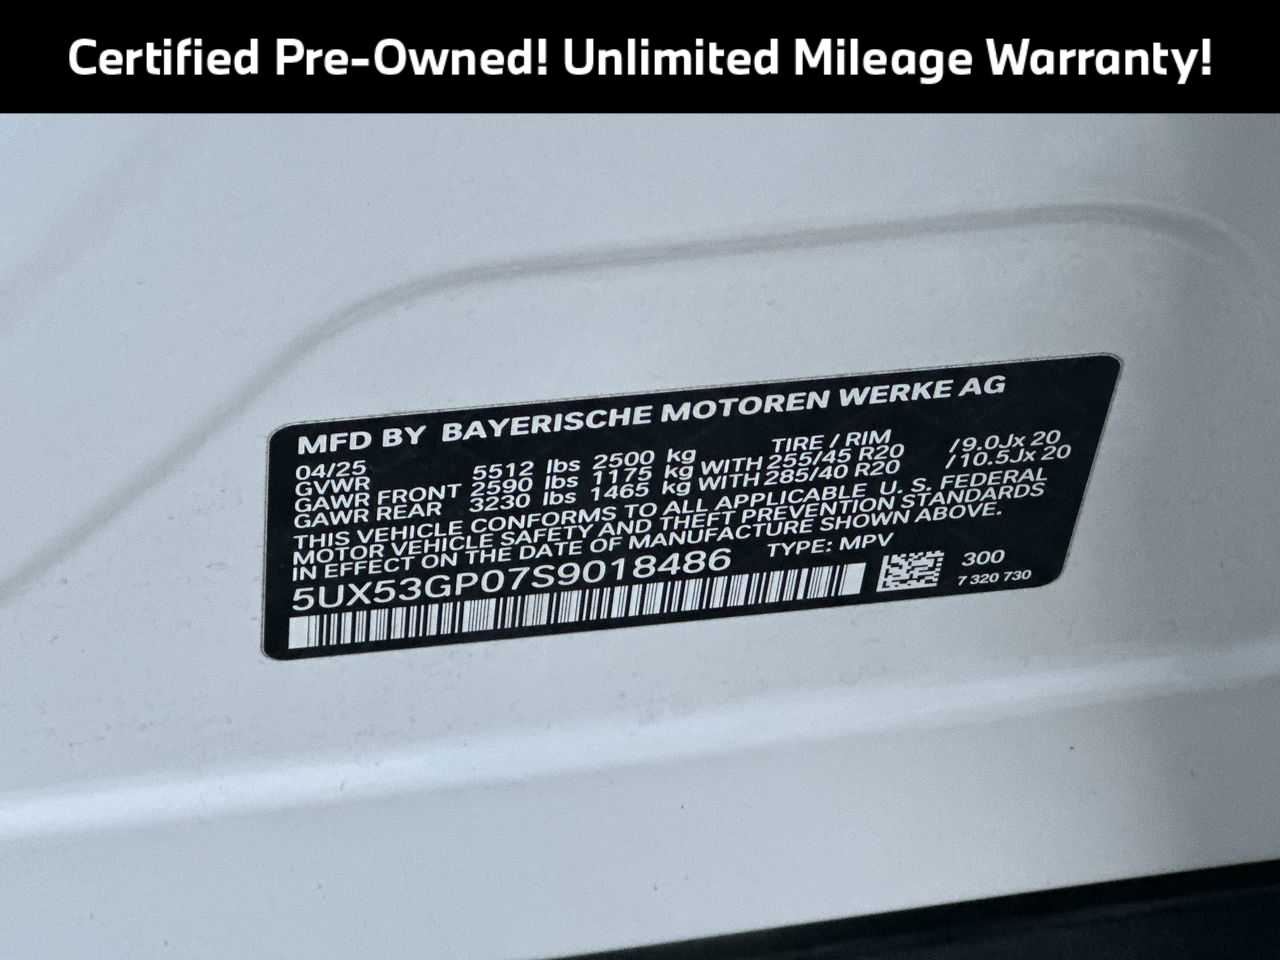 Certified Pre-Owned! Unlimited Mileage Warranty!
MFD BY BAYERISCHE MOTOREN WERKE AG
04/25 TIRE / RIM
GVWR 5512 lbs 2500 kg
GAWR FRONT 2590 lbs 1175 kg WITH 255/45 R20 /9.0Jx 20
GAWR REAR 3230 lbs 1465 kg WITH 285/40 R20 /10.5Jx 20
THIS VEHICLE CONFORMS TO ALL APPLICABLE U. S. FEDERAL
MOTOR VEHICLE SAFETY AND THEFT PREVENTION STANDARDS
IN EFFECT ON THE DATE OF MANUFACTURE SHOWN ABOVE.
5UX53GP07S9018486 TYPE: MPV
300
7 320 730